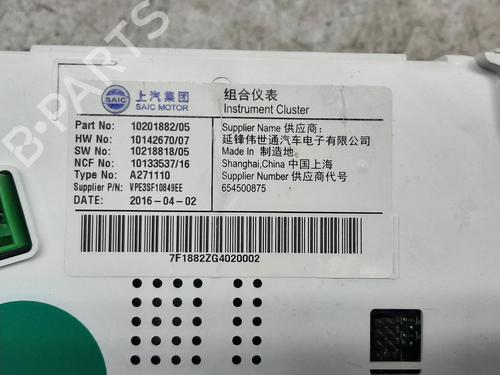 SAIC
上汽集团
SAIC MOTOR
组合仪表
Instrument Cluster
Part No: 10201882/05
HW No: 10142670/07
SW No: 10218818/05
NCF No: 10133537/16
Type No: A271110
Supplier P/N: VPE3SF10849EE
DATE: 2016-04-02
Supplier Name 供应商:
延锋伟世通汽车电子有限公司
Made In 制造地:
Shanghai,China 中国上海
Supplier Number 供应商代号
654500875
7F1882ZG4020002
B-PARTS